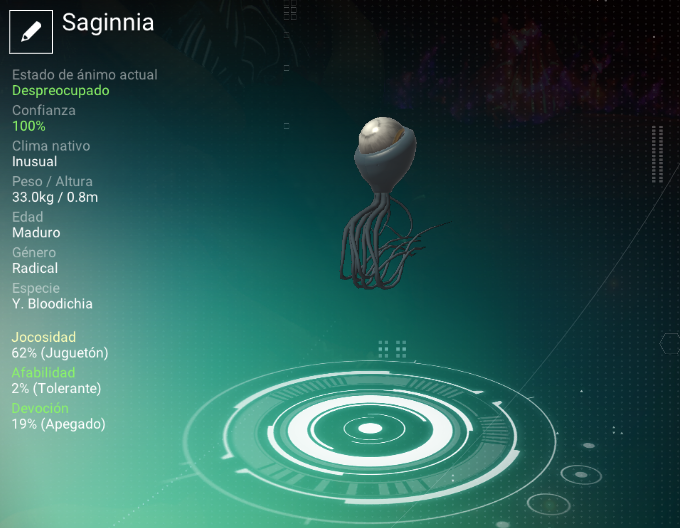 Saginnia
Estado de ánimo actual
Despreocupado
Confianza
100%
Clima nativo
Inusual
Peso / Altura
33.0kg / 0.8m
Edad
Maduro
Género
Radical
Especie
Y. Bloodichia
Jocosidad
62% (Juguetón)
Afabilidad
2% (Tolerante)
Devoción
19% (Apegado)